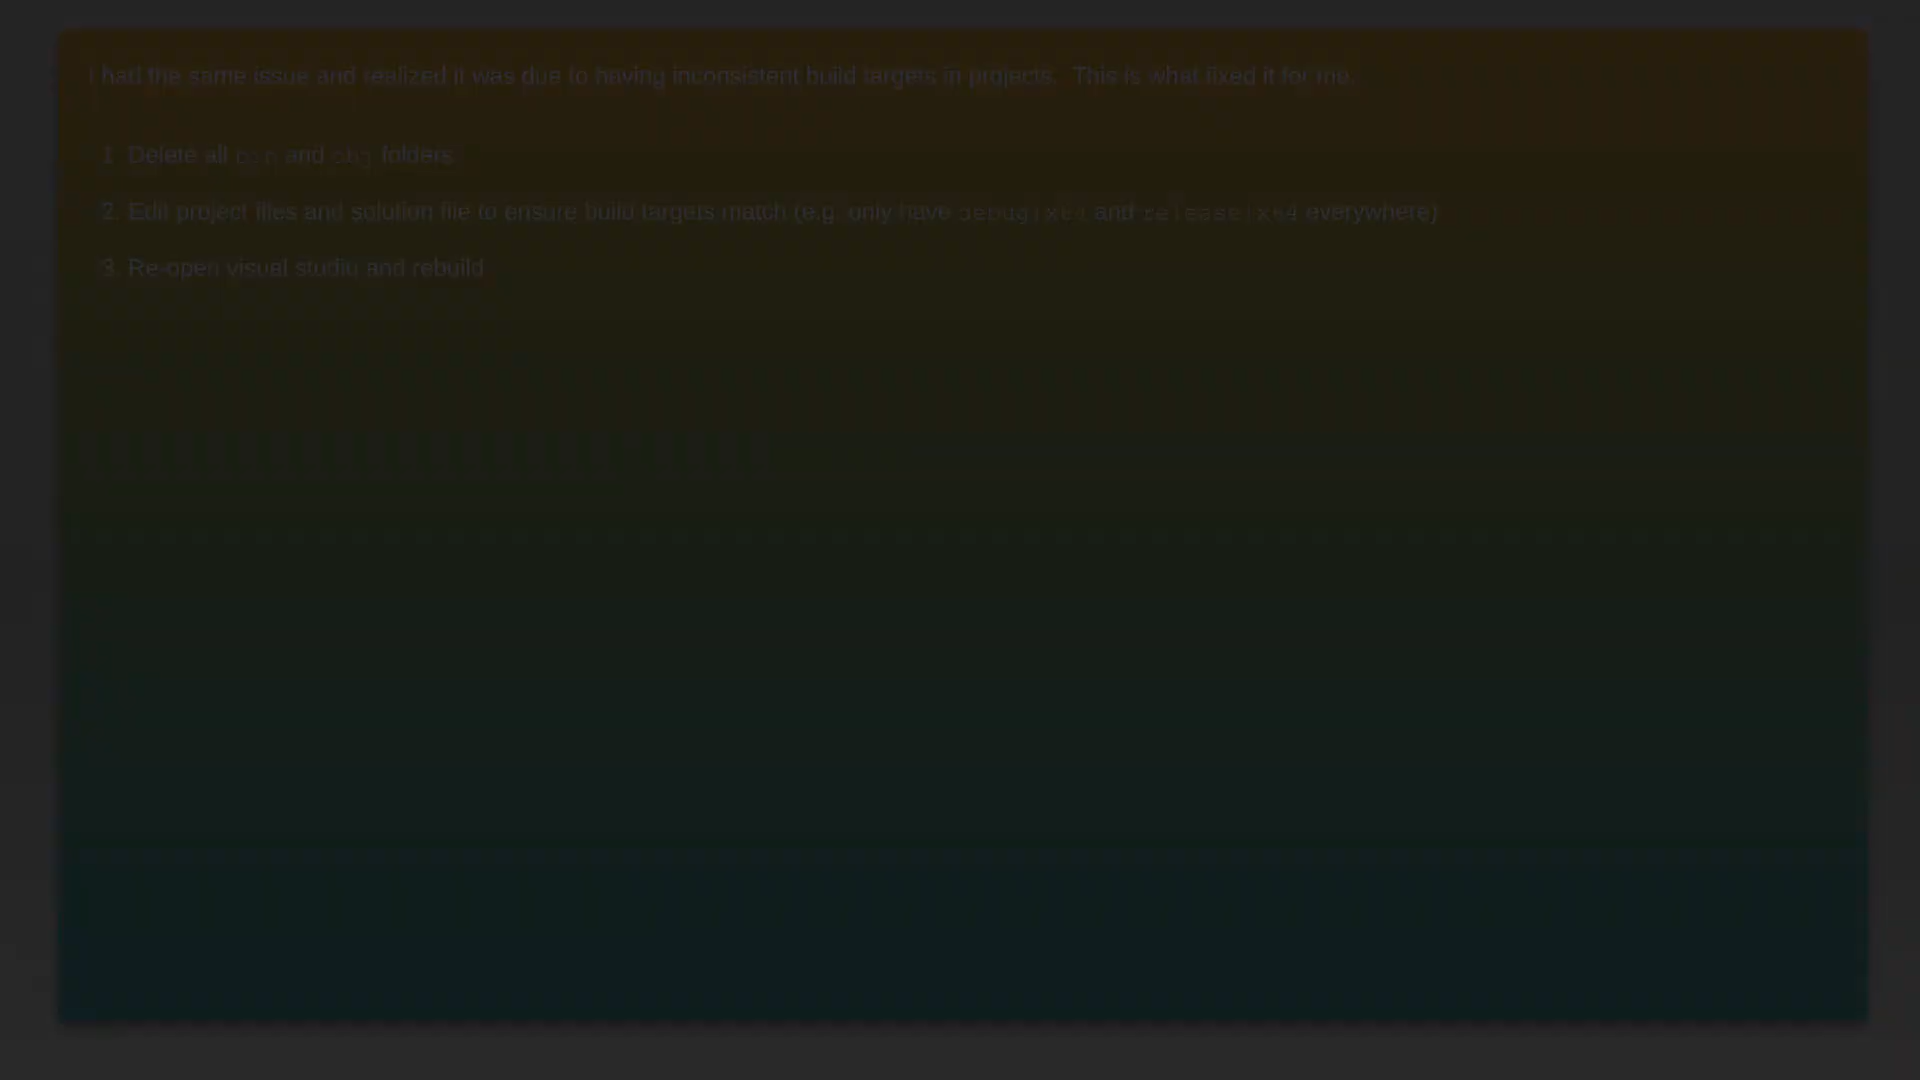 I had the same issue and realized it was due to having inconsistent build targets in projects. This is what fixed it for me.
1. Delete all bin and obj folders
2. Edit project files and solution file to ensure build targets match (e.g. only have debug|x64 and release|x64 everywhere)
3. Re-open visual studio and rebuild